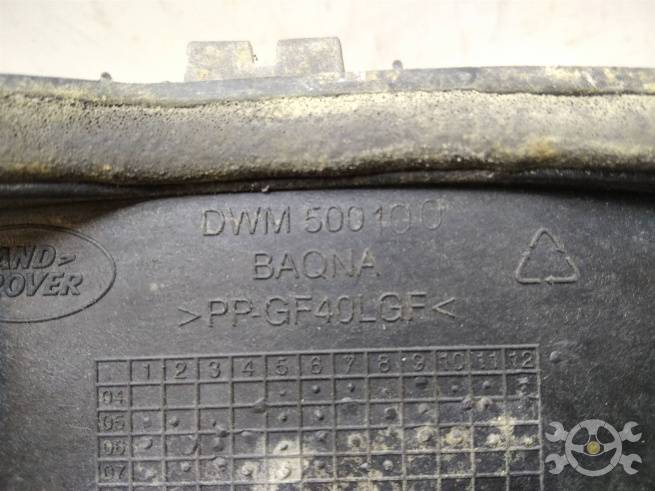 DWM 500100
LAND>
ROVER
BAQNA
>PP-GF40LGF<
1 2 3 4 5 6 7 8 9 10 11 12
04
05
06
07